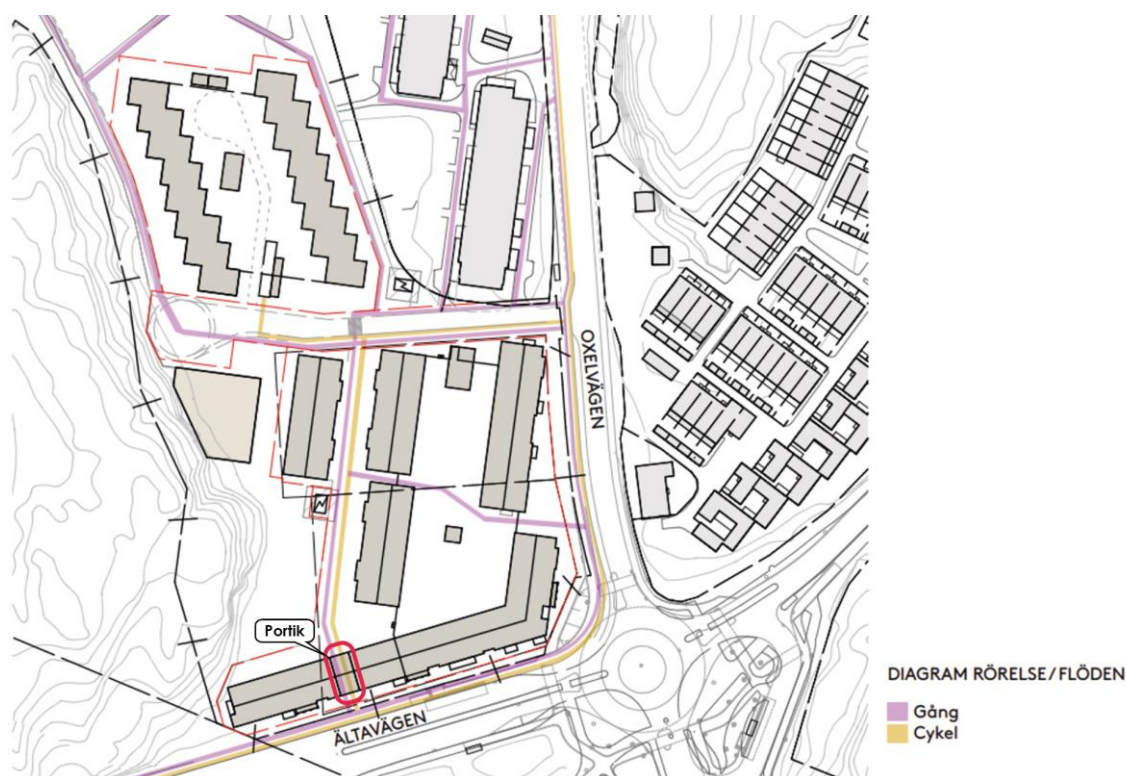 OXELVÄGEN
Portik
ÄLTAVÄGEN
DIAGRAM RÖRELSE/FLÖDEN
Gång
Cykel